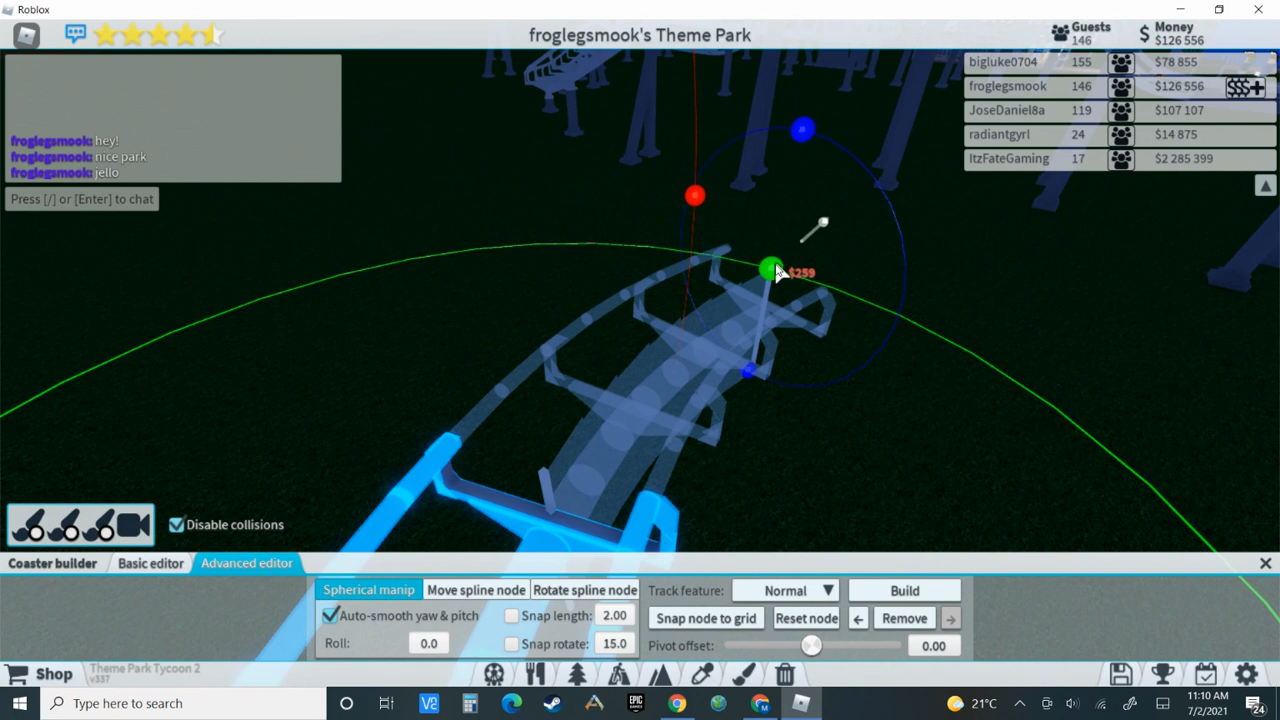 Roblox
froglegsmook's Theme Park
Guests
146
Money
$ $126 556
froglegsmook: hey!
froglegsmook: nice park
froglegsmook: jello
Press [/] or [Enter] to chat
bigluke0704 155 $78 855
froglegsmook 146 $126 556 $$$+
JoseDaniel8a 119 $107 107
radiantgyrl 24 $14 875
ItzFateGaming 17 $2 285 399
$259
Disable collisions
Coaster builder Basic editor Advanced editor
Spherical manip Move spline node Rotate spline node Track feature: Normal Build
Auto-smooth yaw & pitch Snap length: 2.00 Snap node to grid Reset node Remove
Roll: 0.0 Snap rotate: 15.0 Pivot offset: 0.00
Shop
Theme Park Tycoon 2
v337
Type here to search
21°C
11:10 AM
7/2/2021
24